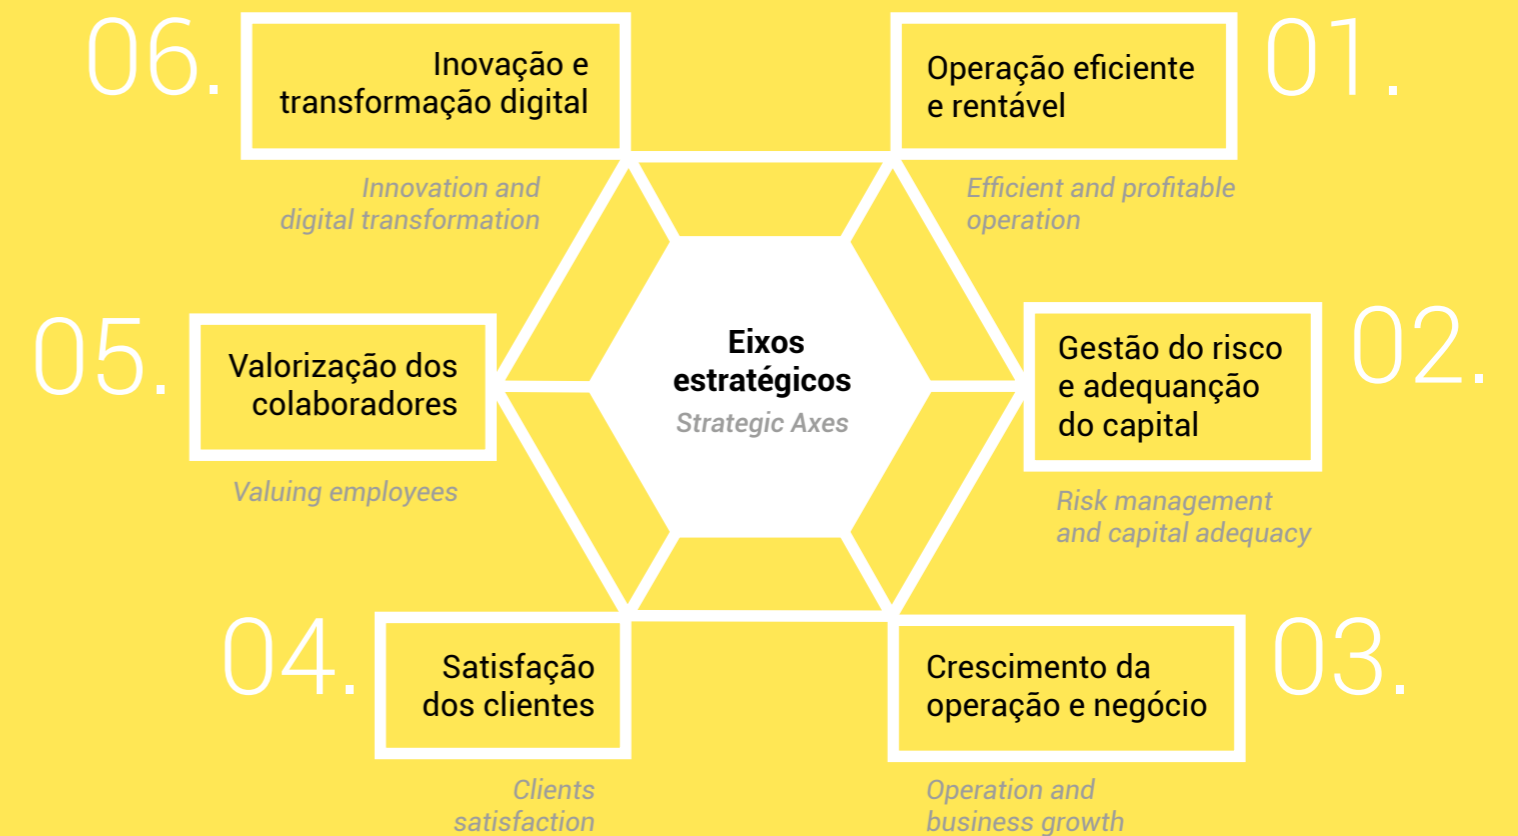 06.
Inovação e
transformação digital
Innovation and
digital transformation
01.
Operação eficiente
e rentável
Efficient and profitable
operation
05.
Valorização dos
colaboradores
Valuing employees
Eixos
estratégicos
Strategic Axes
02.
Gestão do risco
e adequanção
do capital
Risk management
and capital adequacy
04.
Satisfação
dos clientes
Clients
satisfaction
03.
Crescimento da
operação e negócio
Operation and
business growth